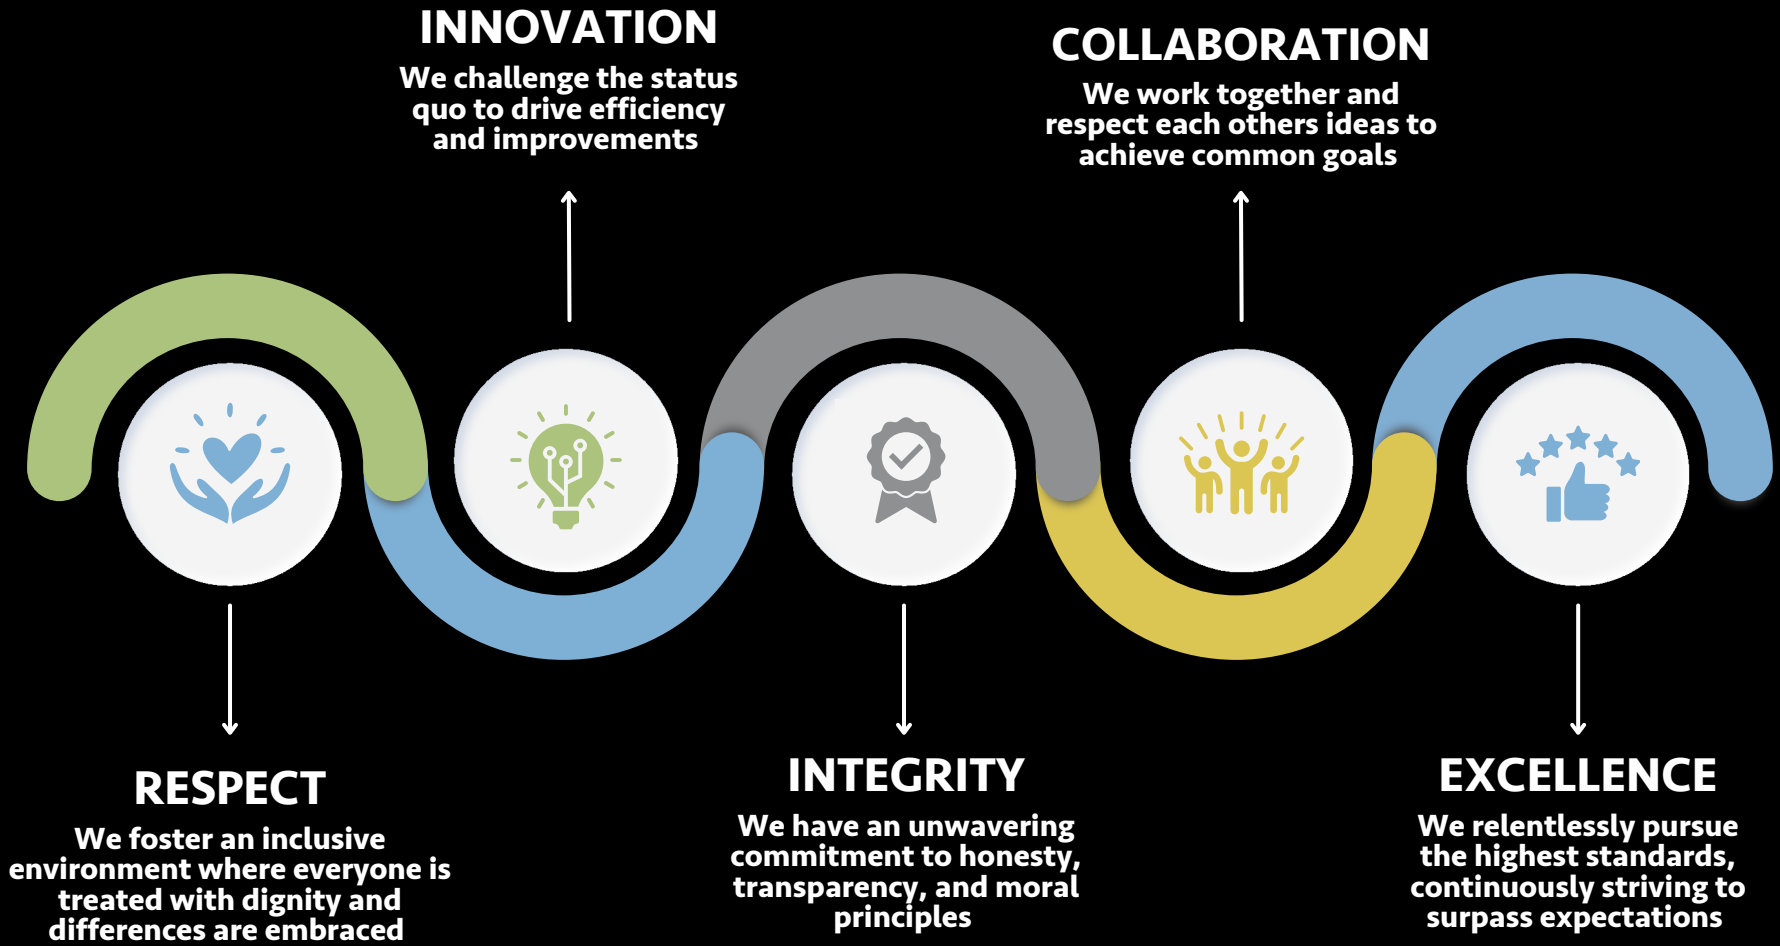 INNOVATION
We challenge the status
quo to drive efficiency
and improvements
COLLABORATION
We work together and
respect each others ideas to
achieve common goals
RESPECT
We foster an inclusive
environment where everyone is
treated with dignity and
differences are embraced
INTEGRITY
We have an unwavering
commitment to honesty,
transparency, and moral
principles
EXCELLENCE
We relentlessly pursue
the highest standards,
continuously striving to
surpass expectations